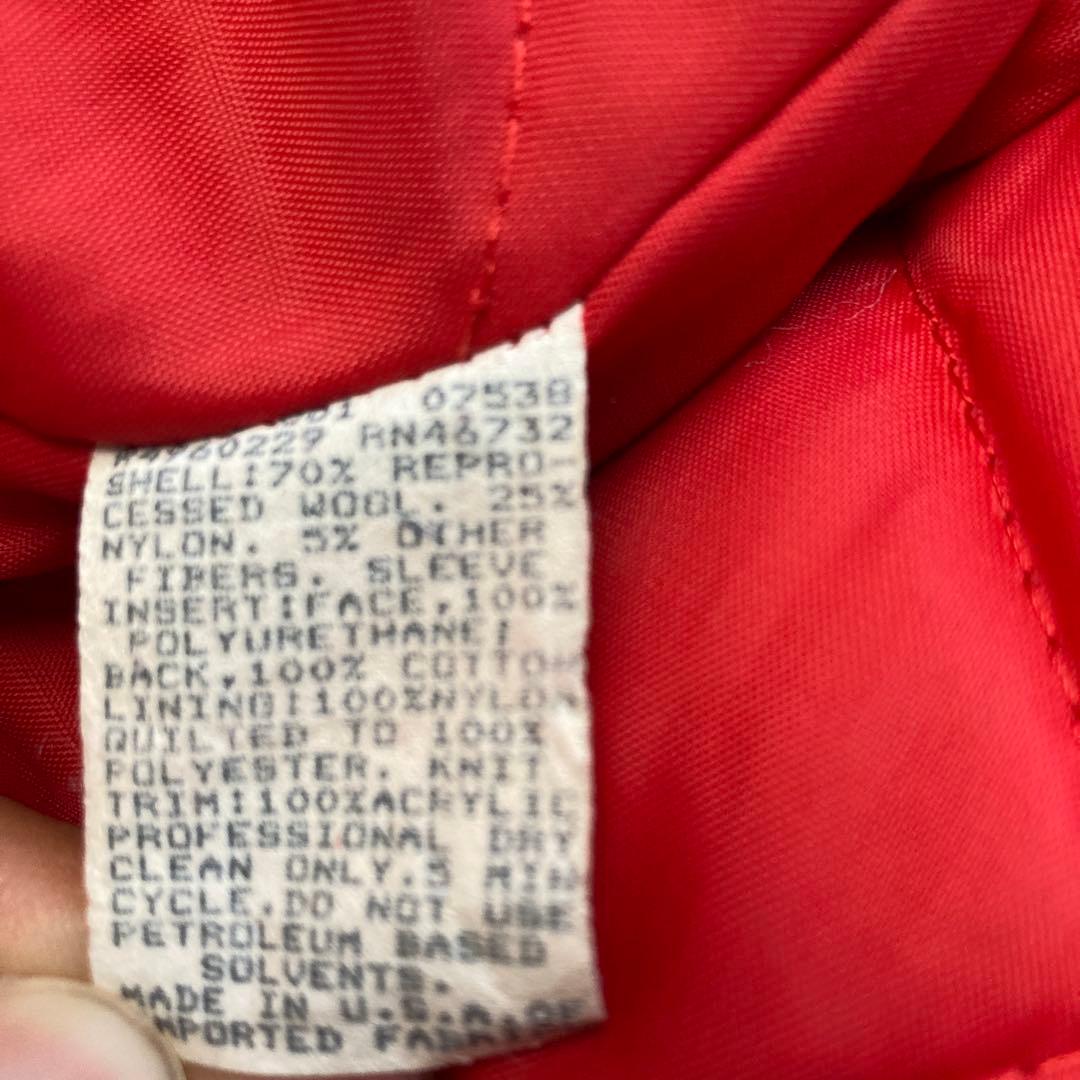 07538
RN46732
SHELL:70% REPRO-
CESSED WOOL. 25%
NYLON. 5% OTHER
FIBERS. SLEEVE
INSERT:FACE,100%
POLYURETHANE;
BACK,100% COTTON
LINING:100%NYLON
QUILTED TO 100%
POLYESTER. KNIT
TRIM:100%ACRYLIC
PROFESSIONAL DRY
CLEAN ONLY.5 MIN
CYCLE.DO NOT USE
PETROLEUM BASED
SOLVENTS.
MADE IN U.S.A.OF
IMPORTED FABRIC